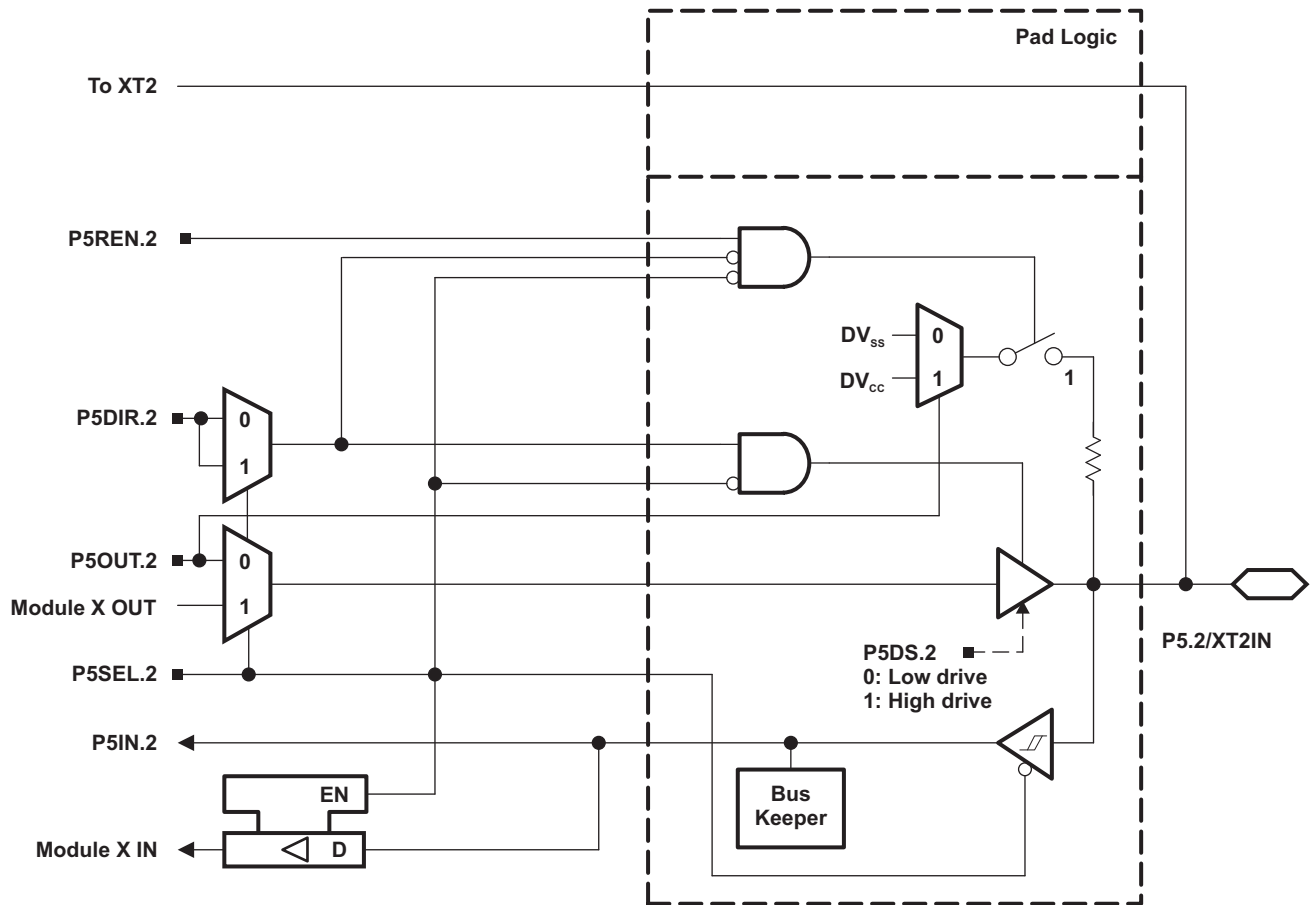 Pad Logic
To XT2
P5REN.2
DVss
0
DVcc
1
1
P5DIR.2
0
1
P5OUT.2
0
Module X OUT
1
P5DS.2
0: Low drive
1: High drive
P5.2/XT2IN
P5SEL.2
P5IN.2
Bus
Keeper
EN
Module X IN
D